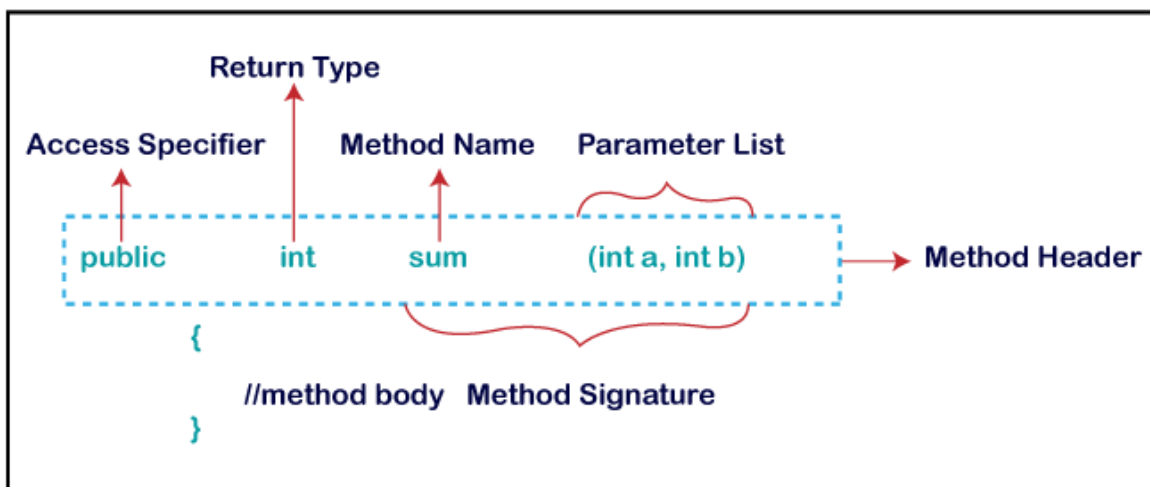 Return Type
Access Specifier Method Name Parameter List
public int sum (int a, int b) Method Header
{
//method body Method Signature
}